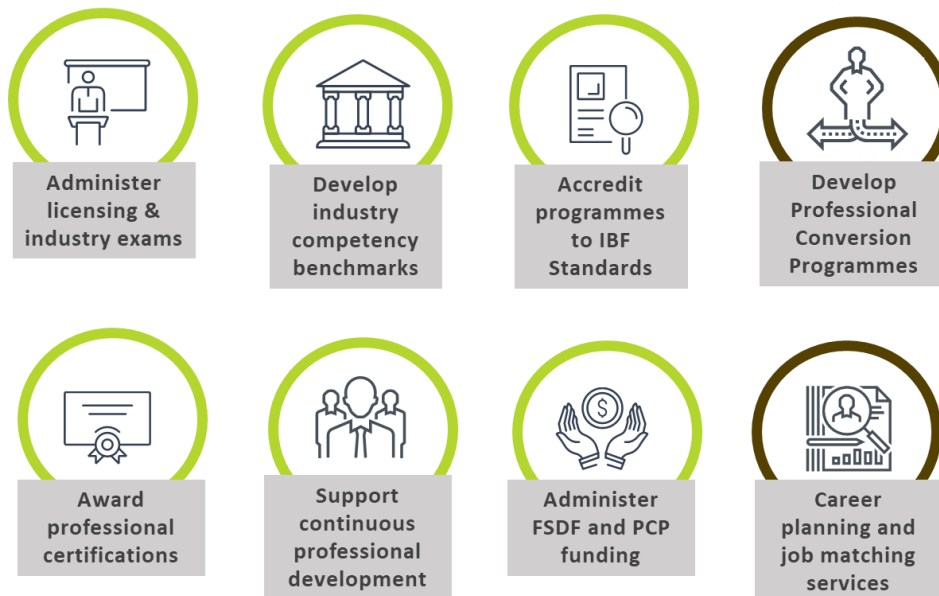 Administer
licensing &
industry exams
Develop
industry
competency
benchmarks
Accredit
programmes
to IBF
Standards
Develop
Professional
Conversion
Programmes
Award
professional
certifications
Support
continuous
professional
development
Administer
FSDF and PCP
funding
Career
planning and
job matching
services